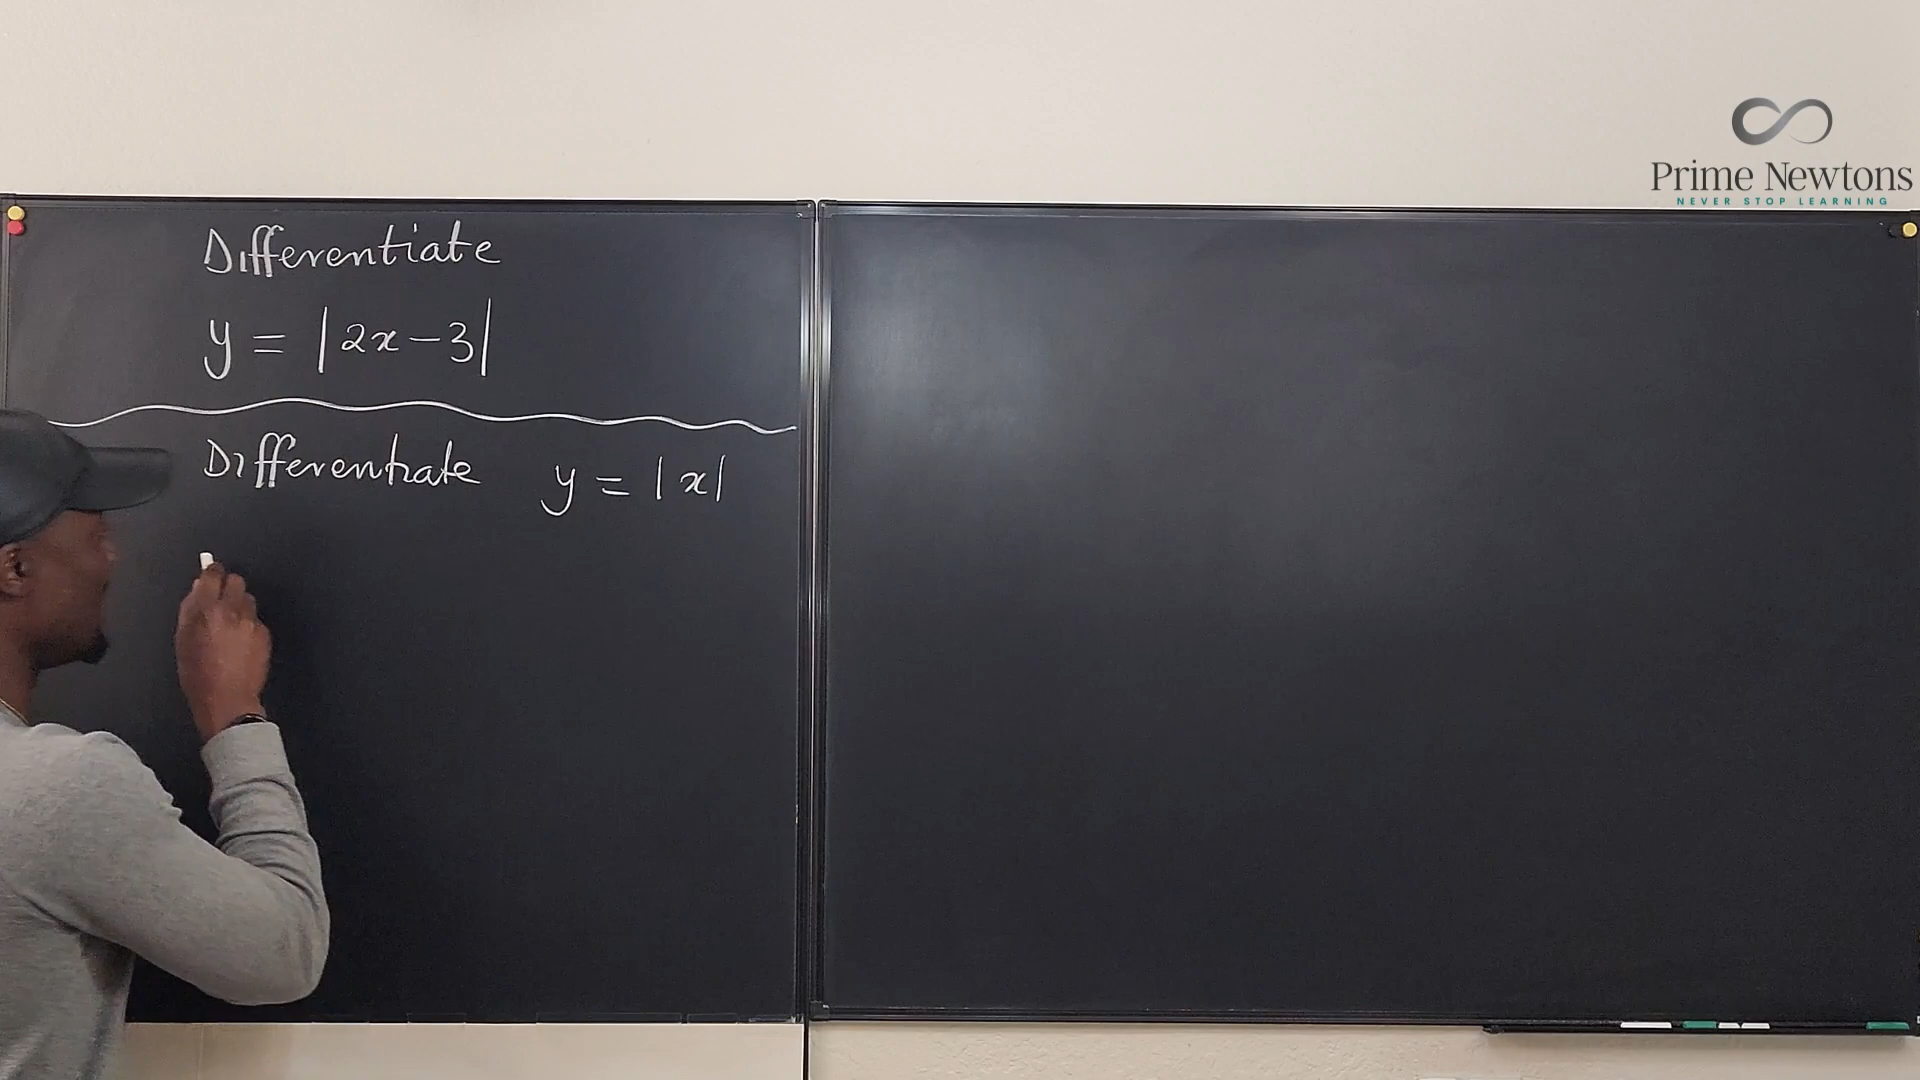 Prime Newtons
NEVER STOP LEARNING
Differentiate
y = |2x-3|
Differentiate y = |x|